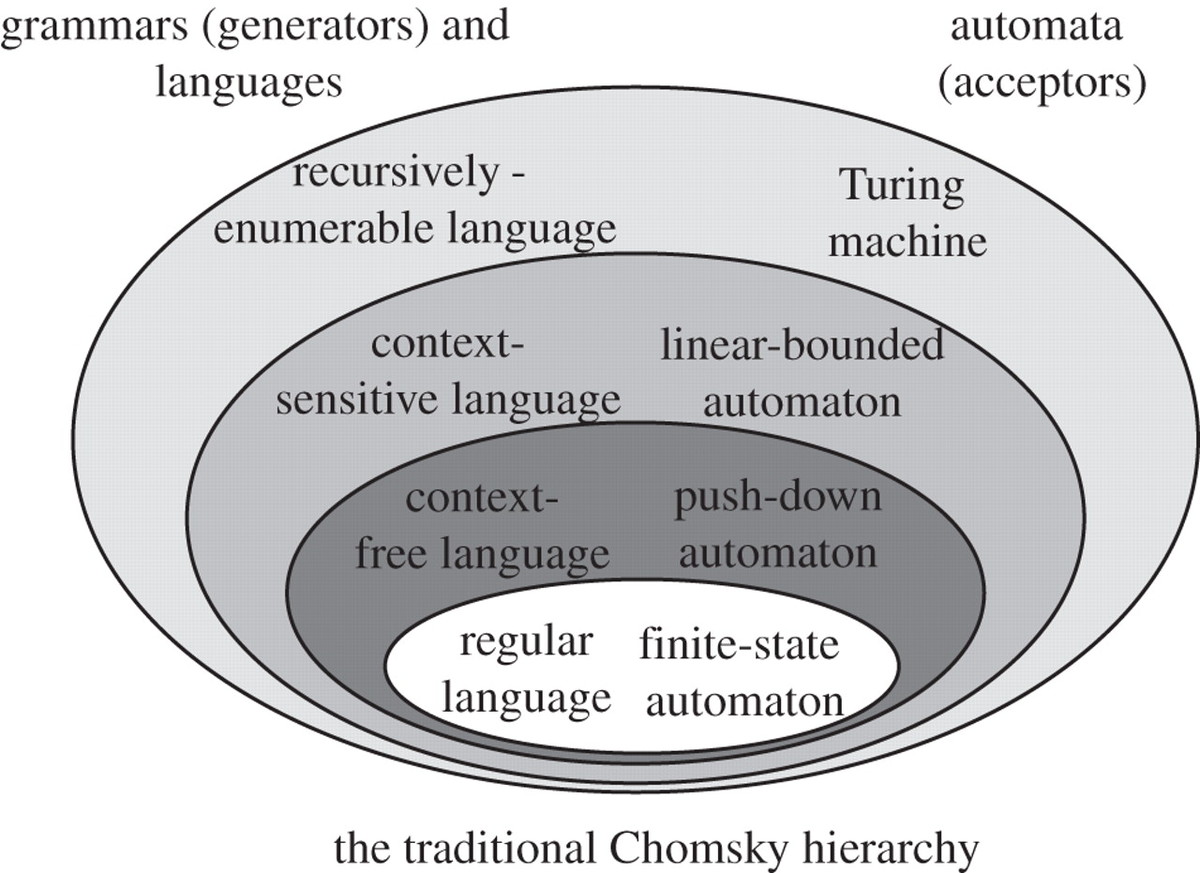 grammars (generators) and
languages
automata
(acceptors)
recursively -
enumerable language
Turing
machine
context-
sensitive language
linear-bounded
automaton
context-
free language
push-down
automaton
regular
language
finite-state
automaton
the traditional Chomsky hierarchy